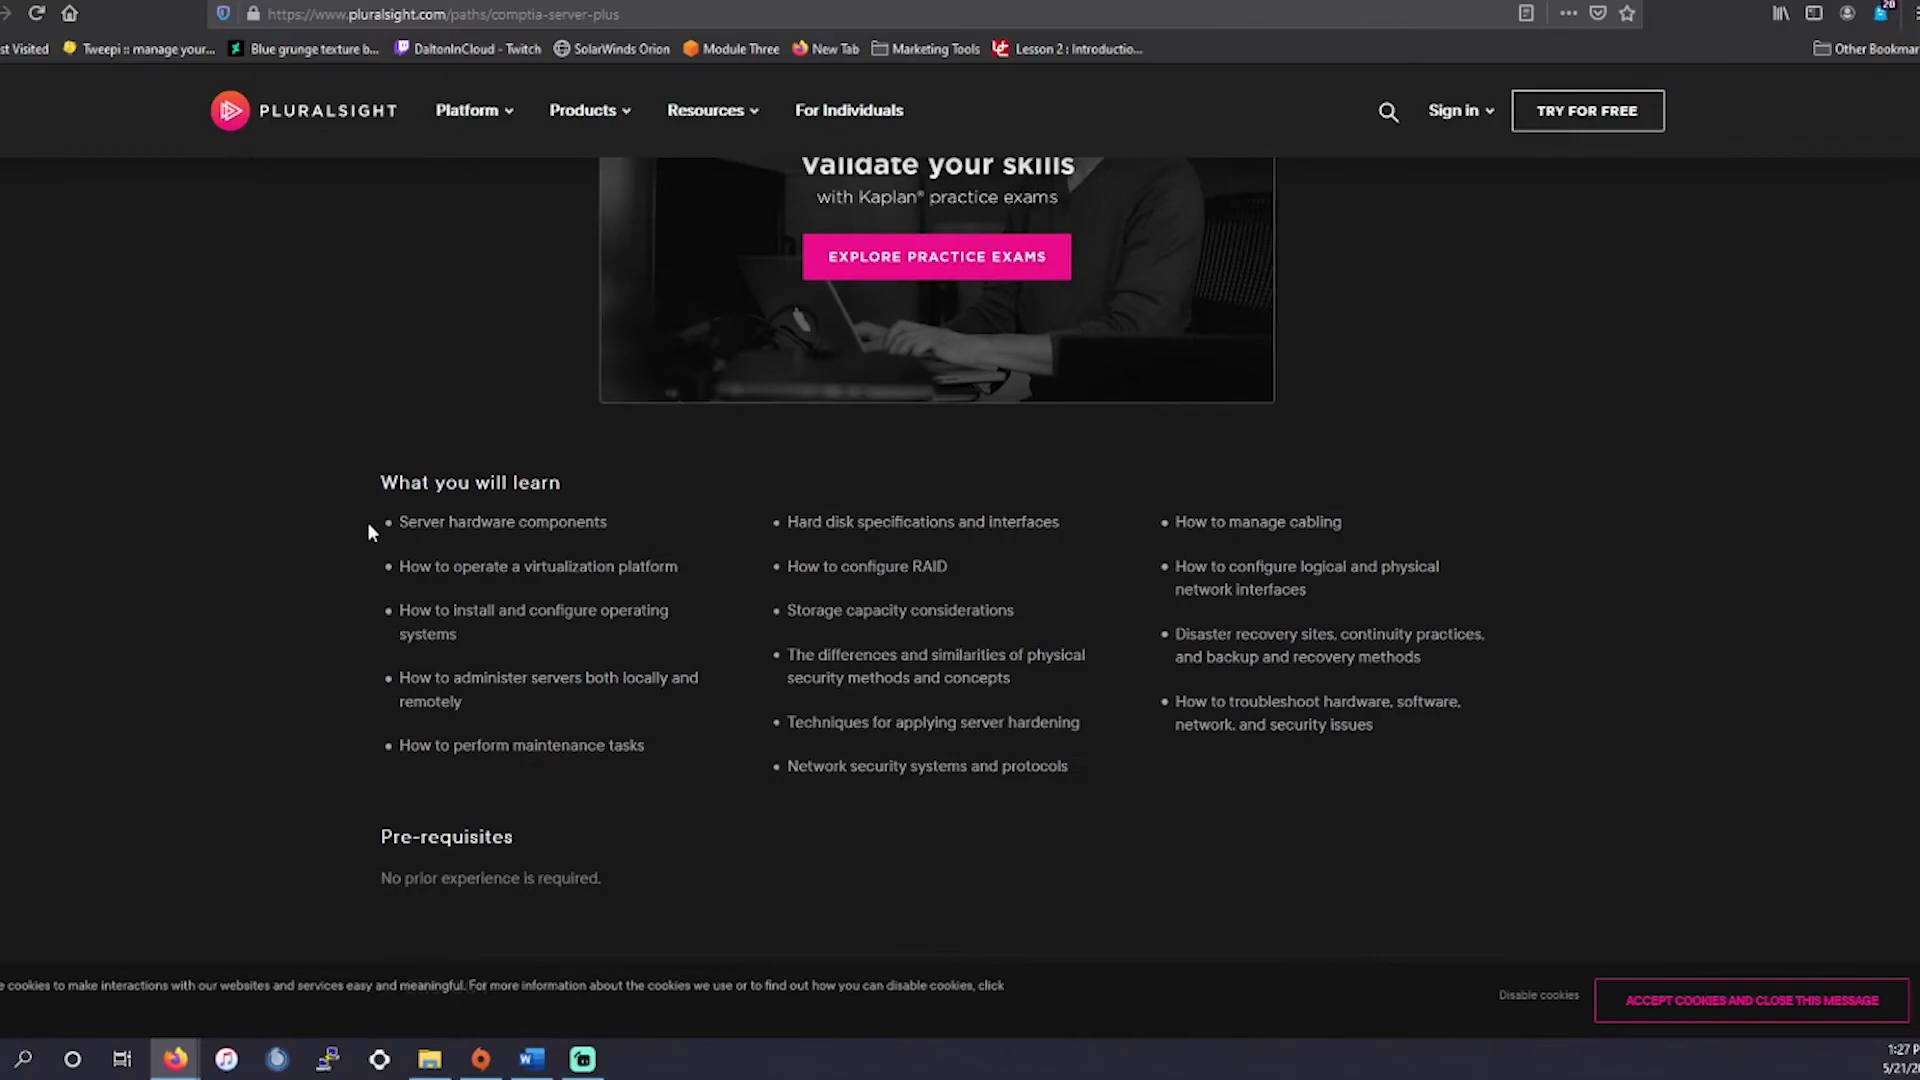 https://www.pluralsight.com/paths/comptia-server-plus
20
st Visited
Tweepi :: manage your...
Blue grunge texture b...
DaltonInCloud - Twitch
SolarWinds Orion
Module Three
New Tab
Marketing Tools
Lesson 2 : Introductio...
Other Bookmar
PLURALSIGHT
Platform
Products
Resources
For Individuals
Sign in
TRY FOR FREE
Validate your skills
with Kaplan® practice exams
EXPLORE PRACTICE EXAMS
What you will learn
• Server hardware components
• How to operate a virtualization platform
• How to install and configure operating
systems
• How to administer servers both locally and
remotely
• How to perform maintenance tasks
• Hard disk specifications and interfaces
• How to configure RAID
• Storage capacity considerations
• The differences and similarities of physical
security methods and concepts
• Techniques for applying server hardening
• Network security systems and protocols
• How to manage cabling
• How to configure logical and physical
network interfaces
• Disaster recovery sites, continuity practices,
and backup and recovery methods
• How to troubleshoot hardware, software,
network, and security issues
Pre-requisites
No prior experience is required.
e cookies to make interactions with our websites and services easy and meaningful. For more information about the cookies we use or to find out how you can disable cookies, click
Disable cookies
ACCEPT COOKIES AND CLOSE THIS MESSAGE
W
1:27 P
5/21/2